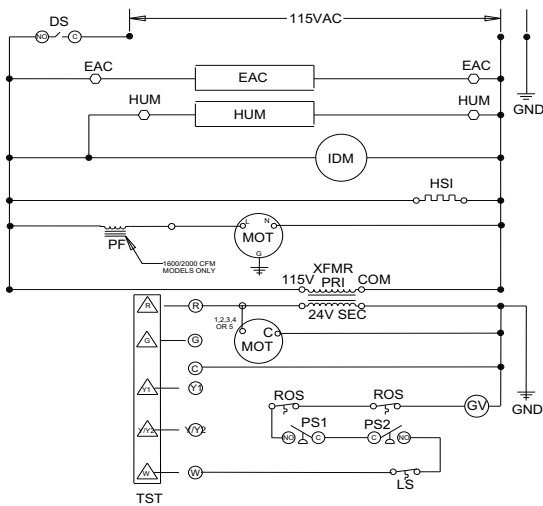 115VAC
DS
NO C
EAC EAC EAC
GND
HUM HUM HUM
IDM
HSI
PF
L N
MOT
G
1600/2000 CFM
MODELS ONLY
XFMR
115V PRI COM
24V SEC
R R
1,2,3,4
OR 5
C
MOT
G G
C
Y1 Y1
Y/Y2 Y/Y2
W W
TST
ROS ROS
GV
GND
PS1 PS2
NO C C NO
LS